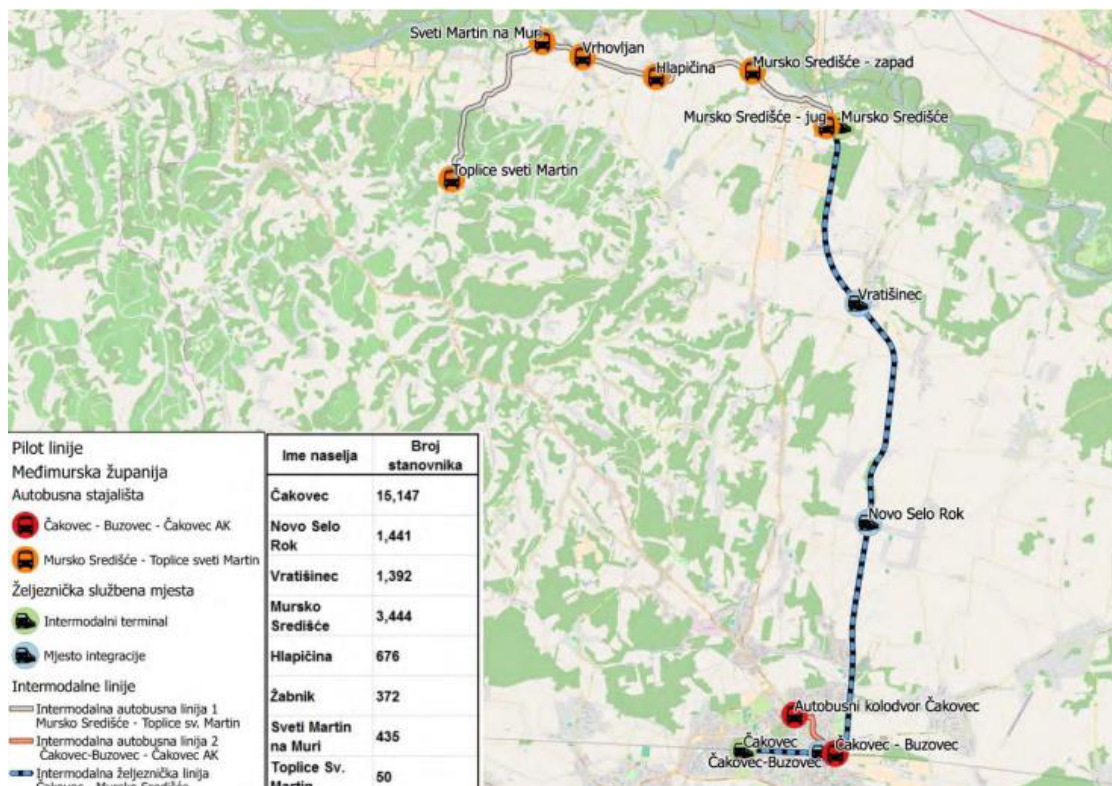 Sveti Martin na Mur
Vrhovljan
Hlapičina
Mursko Središće - zapad
Mursko Središće - jug
Mursko Središće
Toplice sveti Martin
Vratišinec
Novo Selo Rok
Autobusni kolodvor Čakovec
Čakovec
Čakovec - Buzovec
Čakovec-Buzovec
Pilot linije
Međimurska županija
Autobusna stajališta
Čakovec - Buzovec - Čakovec AK
Mursko Središće - Toplice sveti Martin
Željeznička službena mjesta
Intermodalni terminal
Mjesto integracije
Intermodalne linije
Intermodalna autobusna linija 1
Mursko Središće - Toplice sv. Martin
Intermodalna autobusna linija 2
Čakovec-Buzovec - Čakovec AK
Intermodalna željeznička linija
Čakovec - Mursko Središće
Ime naselja Broj
stanovnika
Čakovec 15,147
Novo Selo
Rok 1,441
Vratišinec 1,392
Mursko
Središće 3,444
Hlapičina 676
Žabnik 372
Sveti Martin
na Muri 435
Toplice Sv.
Martin 50